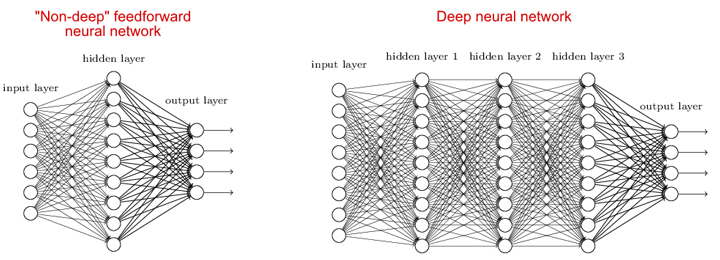 "Non-deep" feedforward
neural network
hidden layer
input layer
output layer
Deep neural network
hidden layer 1 hidden layer 2 hidden layer 3
input layer
output layer